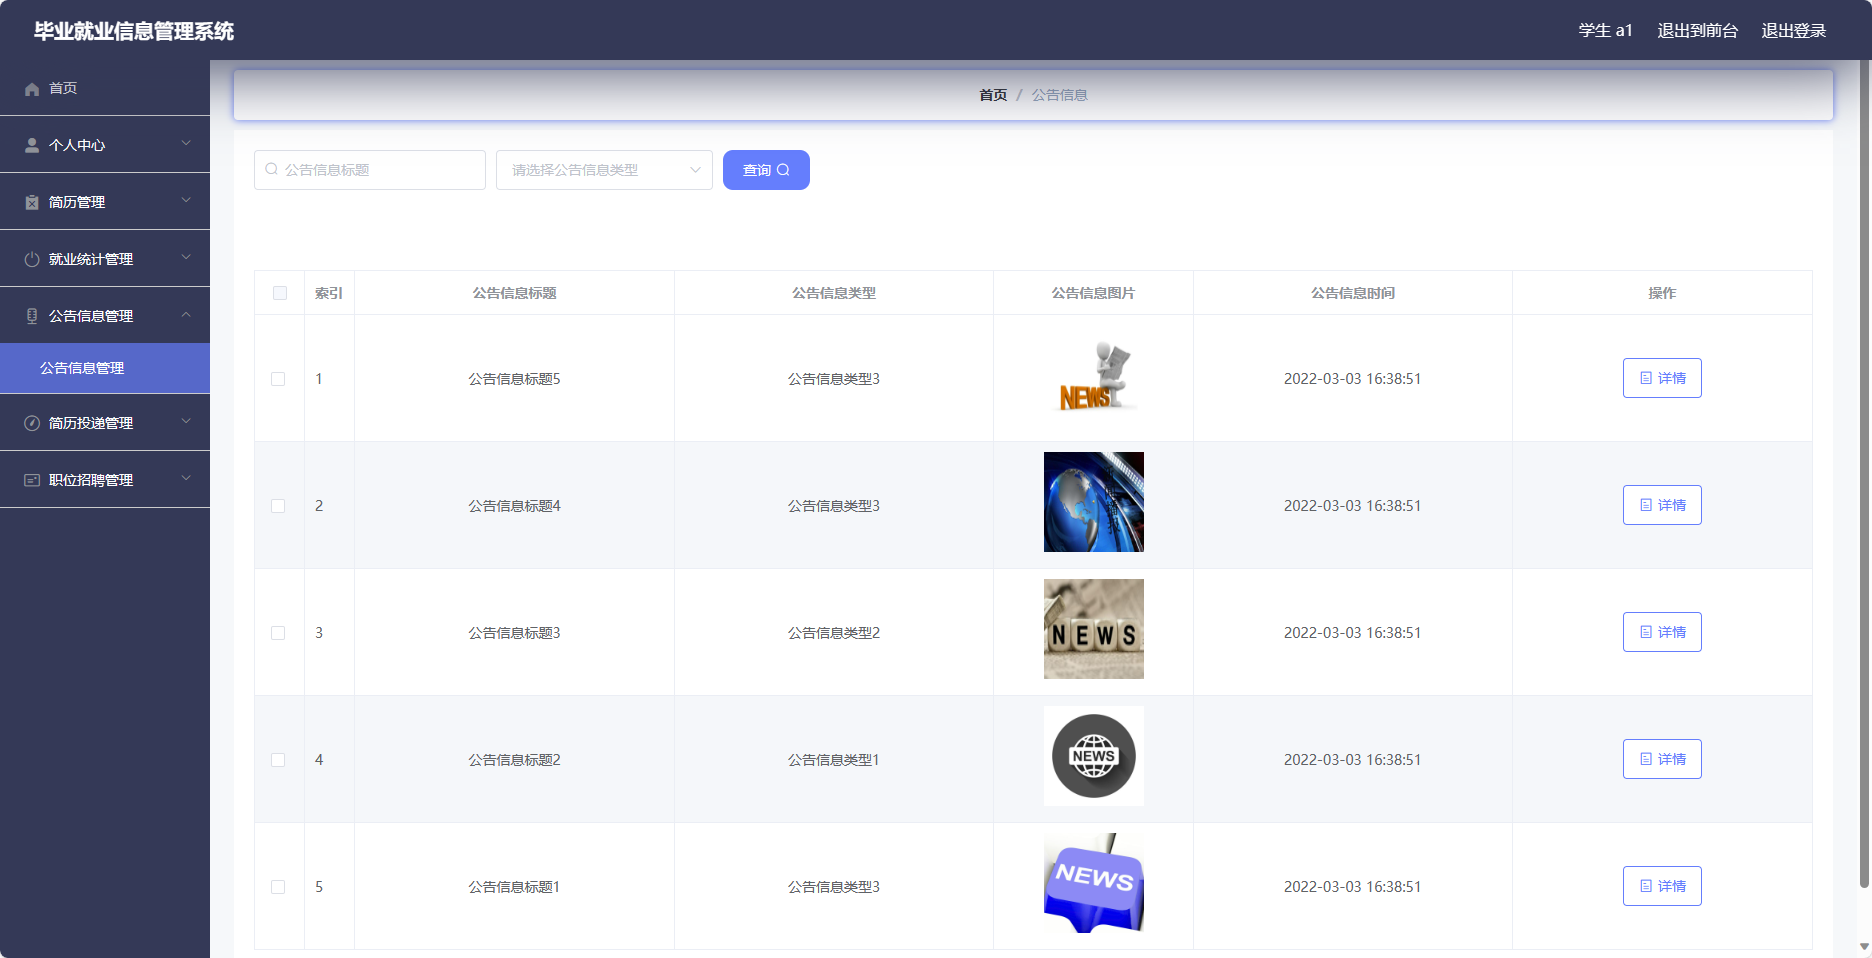 毕业就业信息管理系统
学生 a1 退出到前台 退出登录
首页
个人中心
简历管理
就业统计管理
公告信息管理
公告信息管理
简历投递管理
职位招聘管理
首页 / 公告信息
公告信息标题 请选择公告信息类型 查询
索引 公告信息标题 公告信息类型 公告信息图片 公告信息时间 操作
1 公告信息标题5 公告信息类型3 NEWS 2022-03-03 16:38:51 详情
2 公告信息标题4 公告信息类型3 2022-03-03 16:38:51 详情
3 公告信息标题3 公告信息类型2 NEWS 2022-03-03 16:38:51 详情
4 公告信息标题2 公告信息类型1 NEWS 2022-03-03 16:38:51 详情
5 公告信息标题1 公告信息类型3 NEWS 2022-03-03 16:38:51 详情